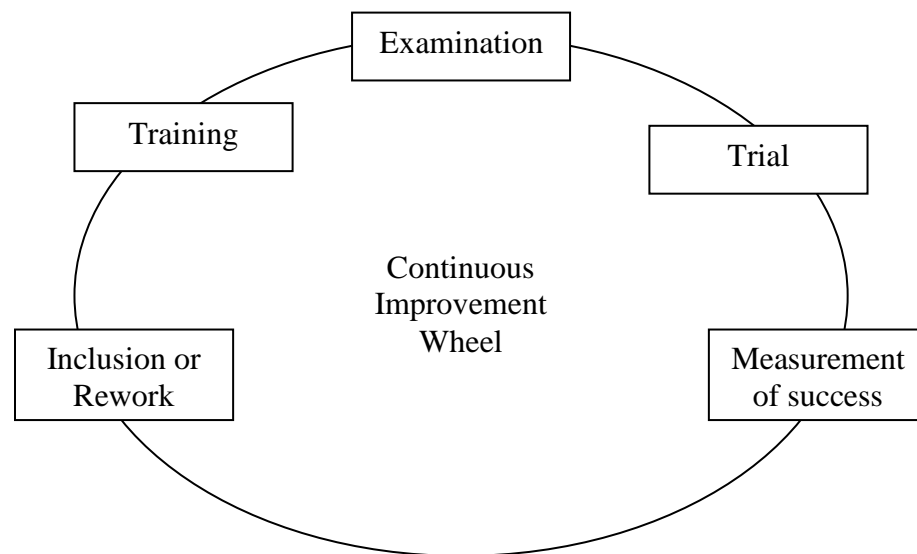 Examination
Training
Trial
Continuous
Improvement
Wheel
Inclusion or
Rework
Measurement
of success